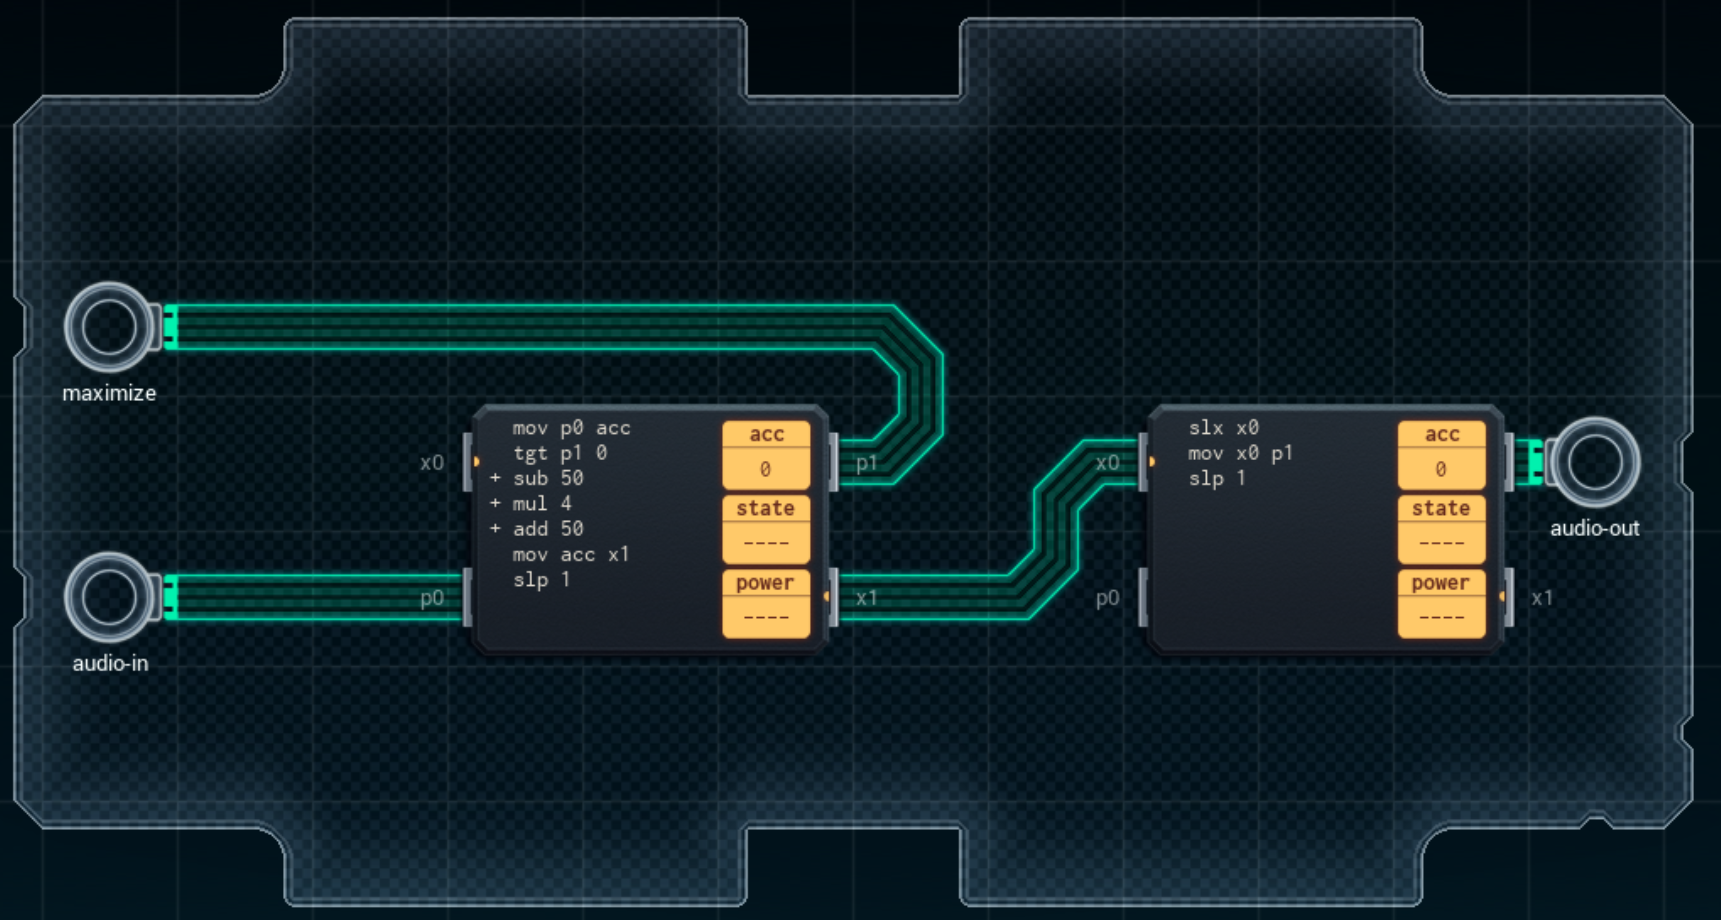 maximize
audio-in
x0
p0
mov p0 acc
tgt p1 0
+ sub 50
+ mul 4
+ add 50
mov acc x1
slp 1
acc
0
state
----
power
----
p1
x1
x0
p0
slx x0
mov x0 p1
slp 1
acc
0
state
----
power
----
x1
audio-out